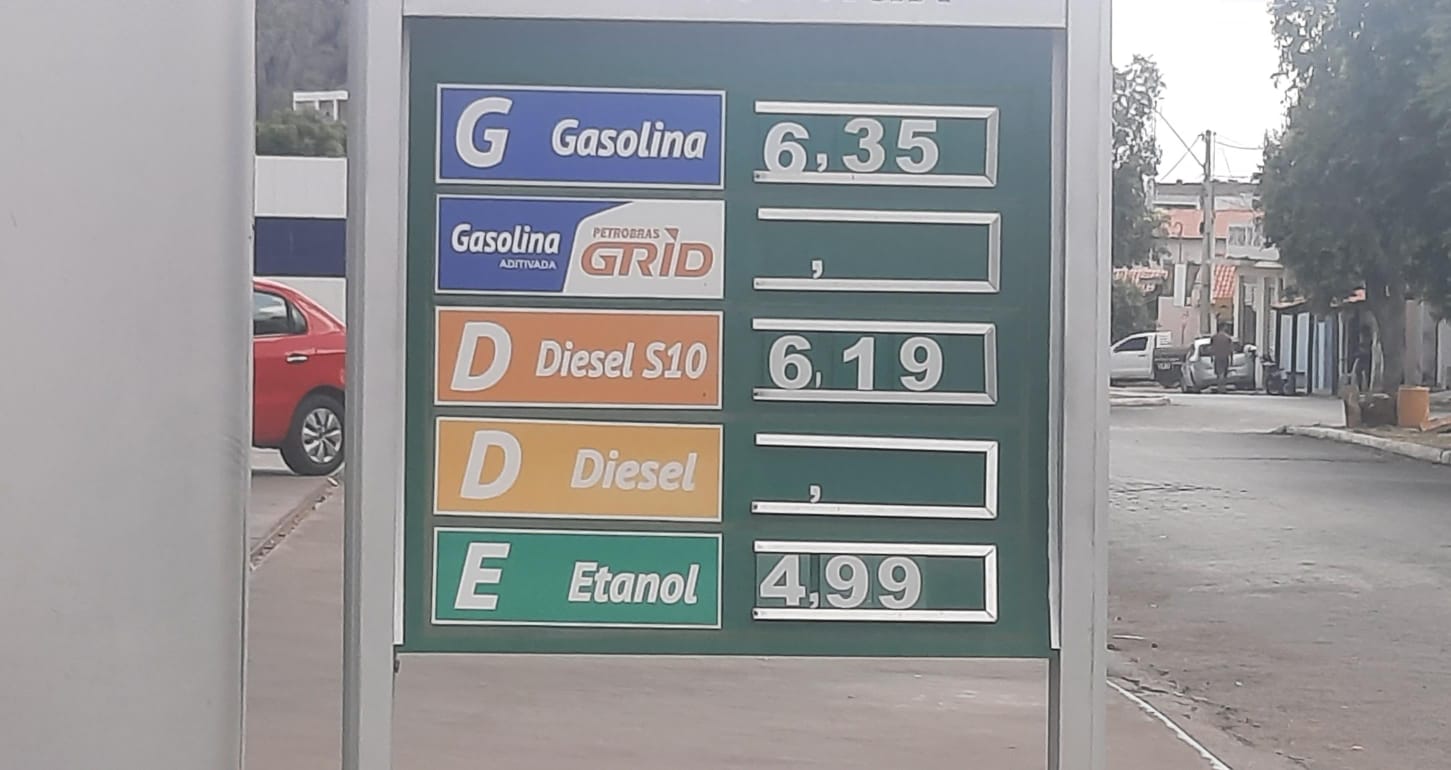 G Gasolina 6,35
Gasolina ADITIVADA PETROBRAS GRID ,
D Diesel S10 6,19
D Diesel ,
E Etanol 4,99